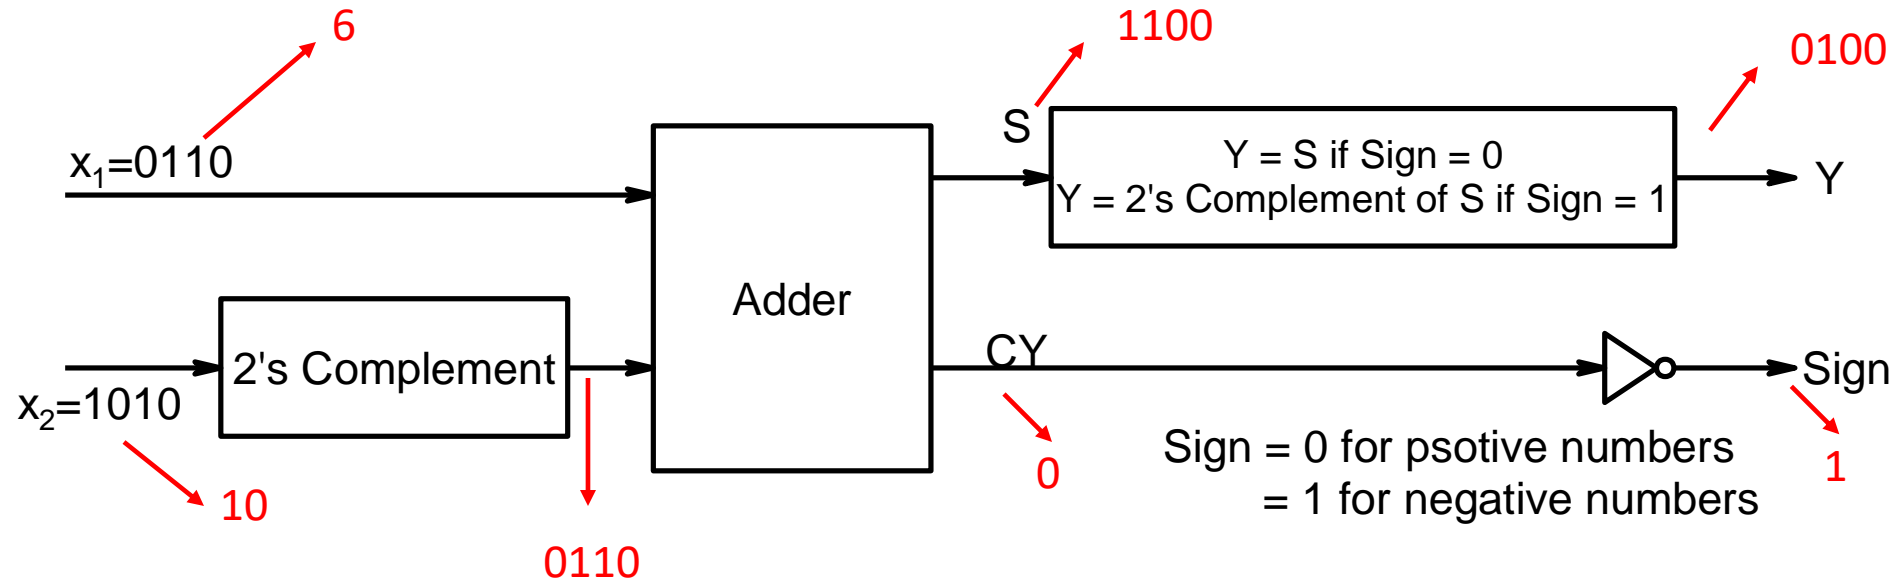 6
1100
0100
x1=0110
S
Y = S if Sign = 0
Y = 2's Complement of S if Sign = 1
Y
Adder
2's Complement
CY
Sign
x2=1010
10
0110
0
Sign = 0 for psotive numbers
= 1 for negative numbers
1